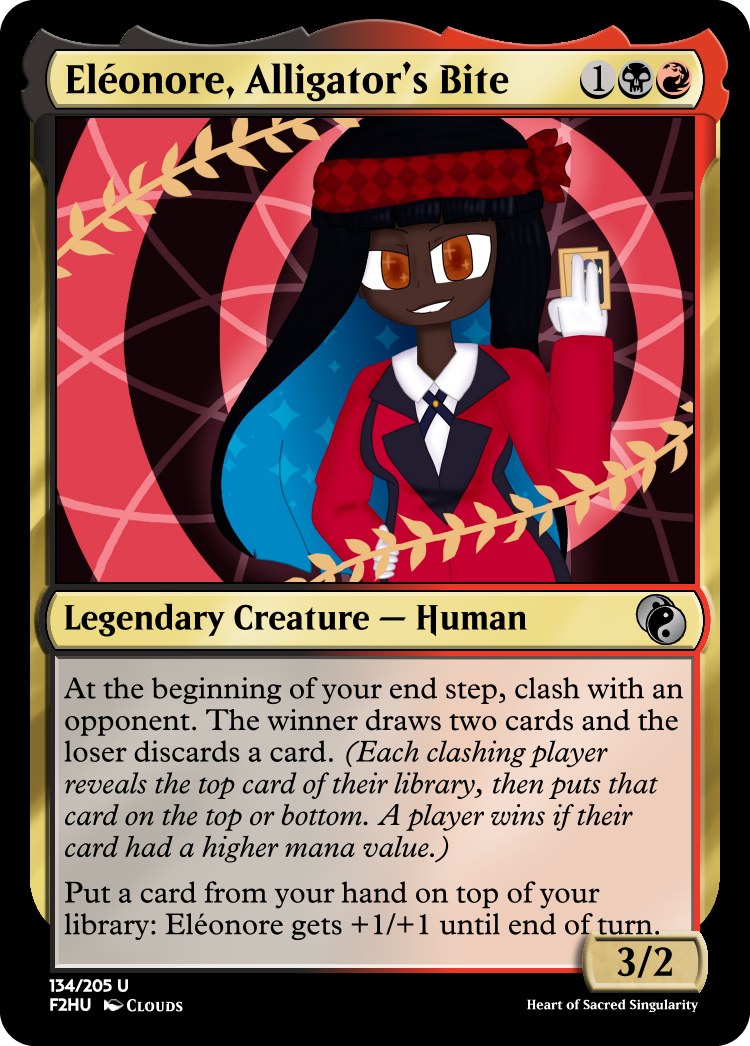 Eléonore, Alligator's Bite 1
Legendary Creature — Human
At the beginning of your end step, clash with an
opponent. The winner draws two cards and the
loser discards a card. (Each clashing player
reveals the top card of their library, then puts that
card on the top or bottom. A player wins if their
card had a higher mana value.)
Put a card from your hand on top of your
library: Eléonore gets +1/+1 until end of turn.
3/2
134/205 U
F2HU Clouds
Heart of Sacred Singularity